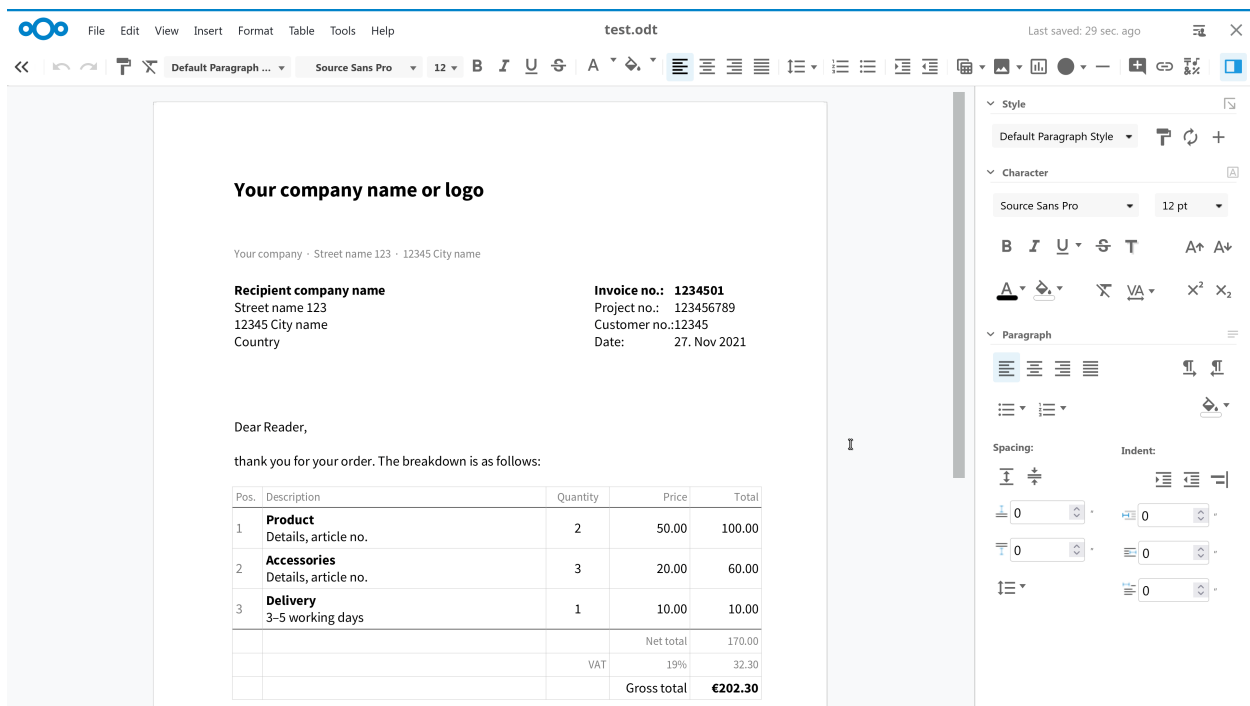 File Edit View Insert Format Table Tools Help test.odt Last saved: 29 sec. ago
Default Paragraph ... Source Sans Pro 12
Your company name or logo
Your company · Street name 123 · 12345 City name
Recipient company name Invoice no.: 1234501
Street name 123 Project no.: 123456789
12345 City name Customer no.:12345
Country Date: 27. Nov 2021
Dear Reader,
thank you for your order. The breakdown is as follows:
Pos. Description Quantity Price Total
1 Product 2 50.00 100.00
Details, article no.
2 Accessories 3 20.00 60.00
Details, article no.
3 Delivery 1 10.00 10.00
3–5 working days
Net total 170.00
VAT 19% 32.30
Gross total €202.30
Style
Default Paragraph Style
Character
Source Sans Pro 12 pt
Paragraph
Spacing: Indent:
0 " 0 "
0 " 0 "
0 "